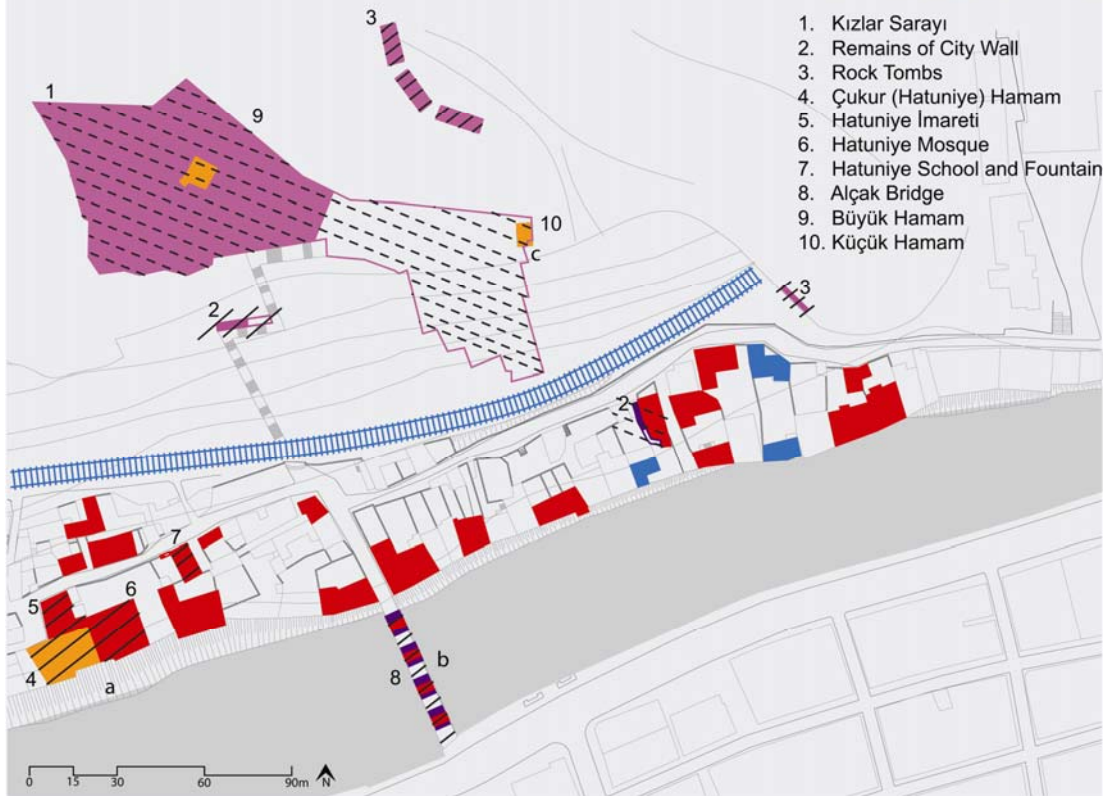 1. Kızlar Sarayı
2. Remains of City Wall
3. Rock Tombs
4. Çukur (Hatuniye) Hamam
5. Hatuniye İmareti
6. Hatuniye Mosque
7. Hatuniye School and Fountain
8. Alçak Bridge
9. Büyük Hamam
10. Küçük Hamam
3
1
9
10
c
3
2
2
7
6
5
4
a
8
b
0 15 30 60 90m N